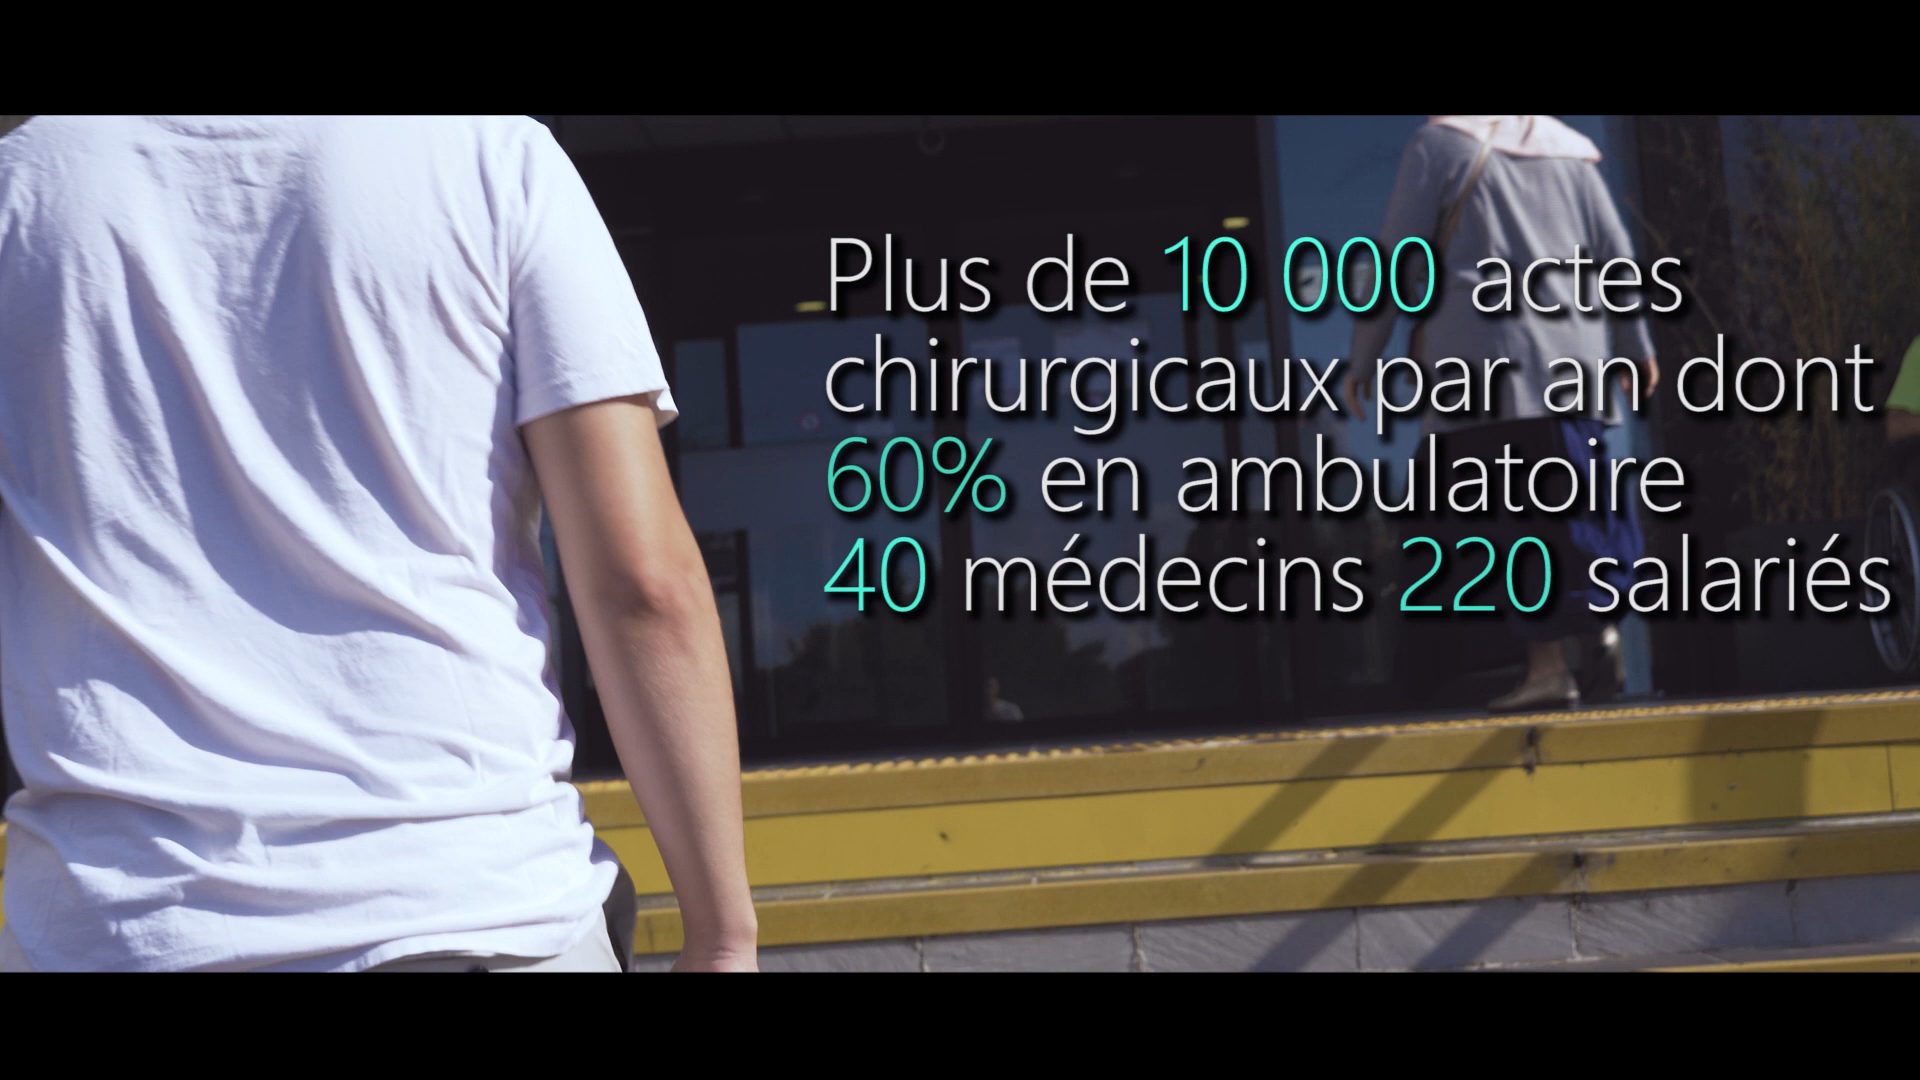 Plus de 10 000 actes
chirurgicaux par an dont
60% en ambulatoire
40 médecins 220 salariés